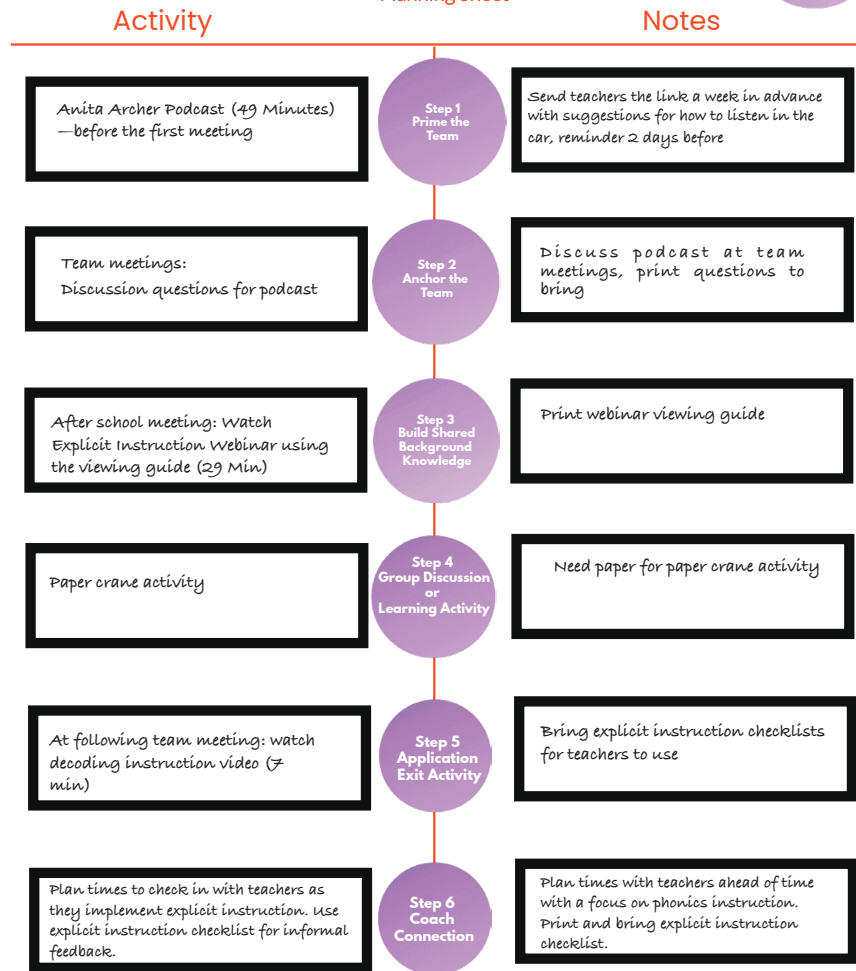 Planning Sheet
Activity
Notes
Anita Archer Podcast (49 Minutes)
—before the first meeting
Step 1
Prime the
Team
Send teachers the link a week in advance
with suggestions for how to listen in the
car, reminder 2 days before
Team meetings:
Discussion questions for podcast
Step 2
Anchor the
Team
Discuss podcast at team
meetings, print questions to
bring
After school meeting: Watch
Explicit Instruction Webinar using
the viewing guide (29 Min)
Step 3
Build Shared
Background
Knowledge
Print webinar viewing guide
Paper crane activity
Step 4
Group Discussion
or
Learning Activity
Need paper for paper crane activity
At following team meeting: watch
decoding instruction video (7
min)
Step 5
Application
Exit Activity
Bring explicit instruction checklists
for teachers to use
Plan times to check in with teachers as
they implement explicit instruction. Use
explicit instruction checklist for informal
feedback.
Step 6
Coach
Connection
Plan times with teachers ahead of time
with a focus on phonics instruction.
Print and bring explicit instruction
checklist.